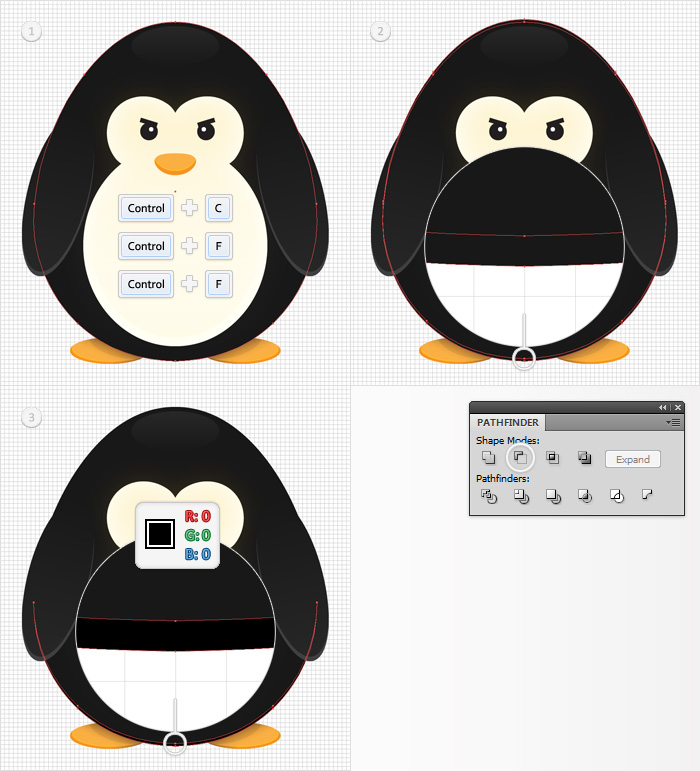 1
Control + C
Control + F
Control + F
2
3
R: 0
G: 0
B: 0
PATHFINDER
Shape Modes:
Expand
Pathfinders: